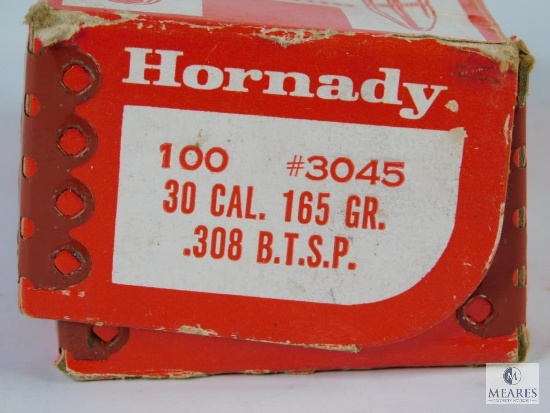 Hornady.
100 #3045
30 CAL. 165 GR.
.308 B.T.S.P.
M
MEARES